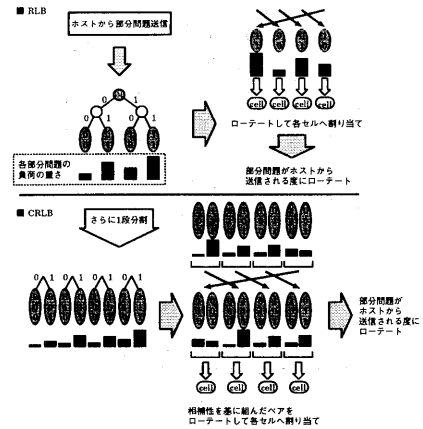 ■ RLB
ホストから部分問題送信
0 1
0 1 0 1
各部分問題の
負荷の重さ
cell cell cell cell
ローテートして各セルへ割り当て
部分問題がホストから
送信される度にローテート
■ CRLB
さらに1段分割
0 1 0 1 0 1 0 1
部分問題が
ホストから
送信される度に
ローテート
cell cell cell cell
相補性を基に組んだペアを
ローテートして各セルへ割り当て